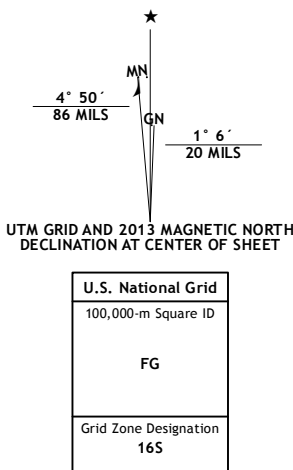 ★
MN
4° 50´
86 MILS
GN
1° 6´
20 MILS
UTM GRID AND 2013 MAGNETIC NORTH
DECLINATION AT CENTER OF SHEET
U.S. National Grid
100,000-m Square ID
FG
Grid Zone Designation
16S